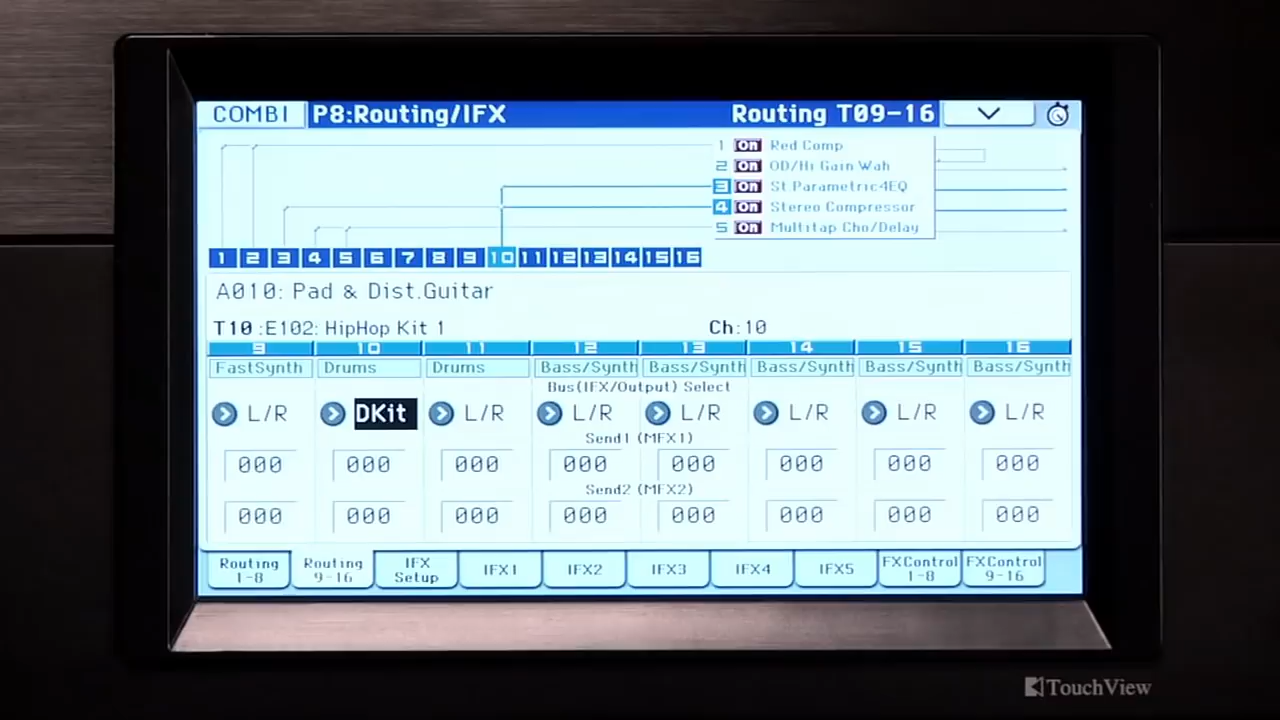 COMBI P8:Routing/IFX Routing T09-16
1 On Red Comp
2 On OD/Hi Gain Wah
3 On St Parametric4EQ
4 On Stereo Compressor
5 On Multitap Cho/Delay
1 2 3 4 5 6 7 8 9 10 11 12 13 14 15 16
A010: Pad & Dist.Guitar
T10 :E102: HipHop Kit 1 Ch:10
9 10 11 12 13 14 15 16
FastSynth Drums Drums Bass/Synth Bass/Synth Bass/Synth Bass/Synth Bass/Synth
Bus(IFX/Output) Select
L/R DKit L/R L/R L/R L/R L/R L/R
Send1 (MFX1)
000 000 000 000 000 000 000 000
Send2 (MFX2)
000 000 000 000 000 000 000 000
Routing 1-8 Routing 9-16 IFX Setup IFX1 IFX2 IFX3 IFX4 IFX5 FXControl 1-8 FXControl 9-16
TouchView